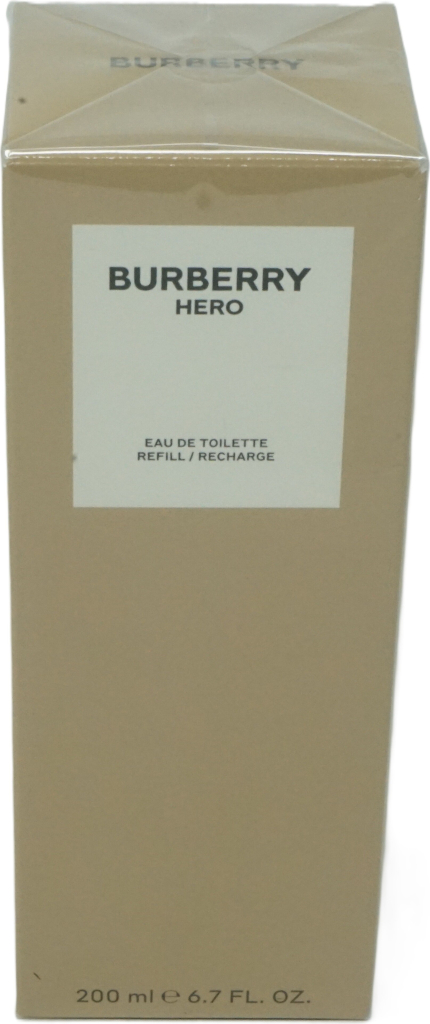 BURBERRY
BURBERRY
HERO
EAU DE TOILETTE
REFILL / RECHARGE
200 ml ℮ 6.7 FL. OZ.